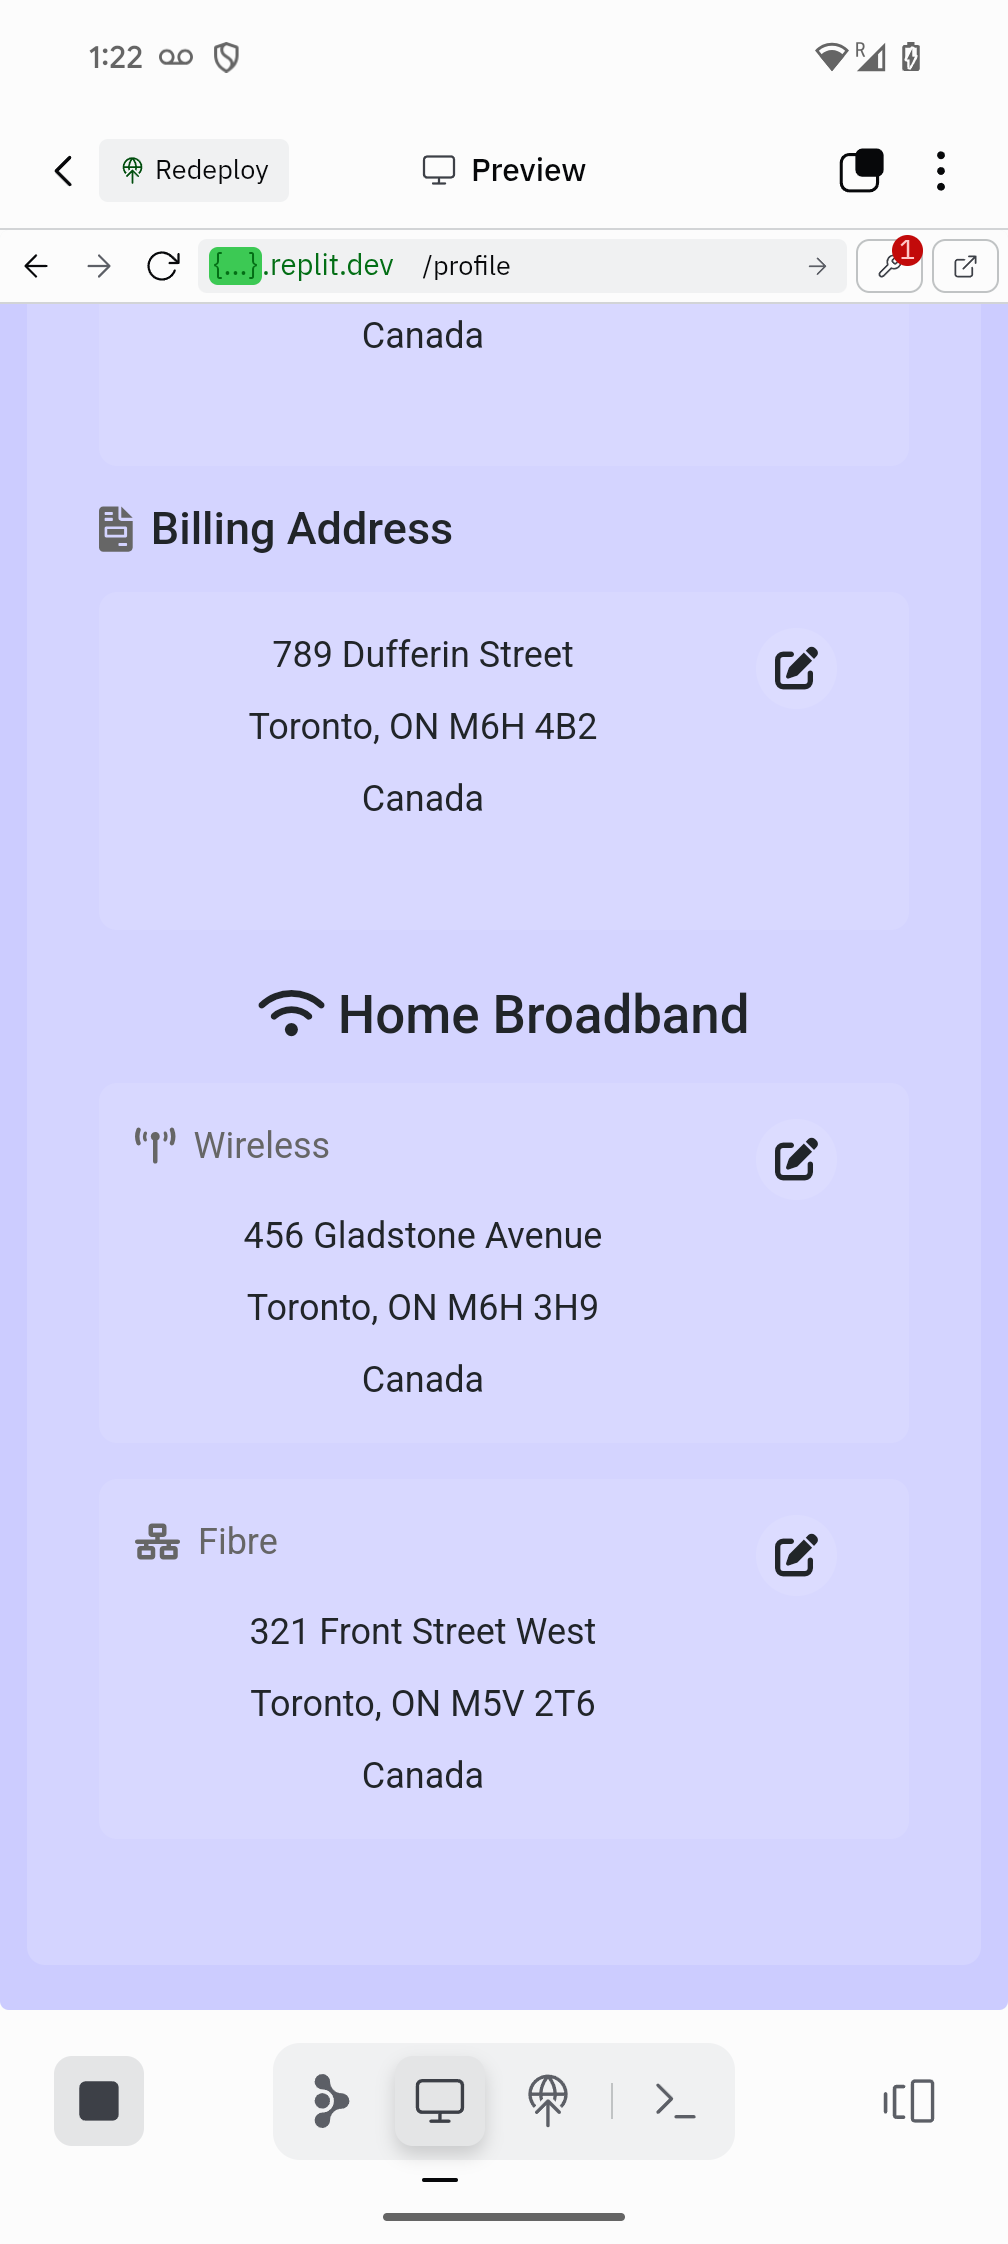 1:22
R
Redeploy
Preview
{...}.replit.dev /profile
1
Canada
Billing Address
789 Dufferin Street
Toronto, ON M6H 4B2
Canada
Home Broadband
Wireless
456 Gladstone Avenue
Toronto, ON M6H 3H9
Canada
Fibre
321 Front Street West
Toronto, ON M5V 2T6
Canada